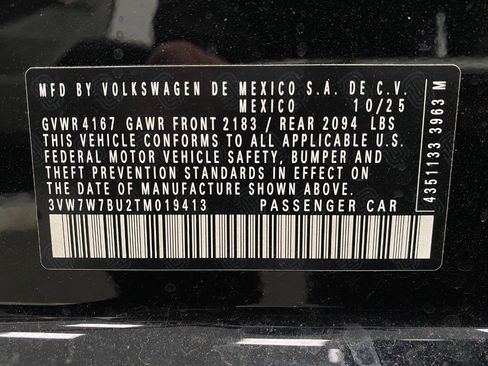 MFD BY VOLKSWAGEN DE MEXICO S.A. DE C.V.
MEXICO 10/25
GVWR 4167 GAWR FRONT 2183 / REAR 2094 LBS
THIS VEHICLE CONFORMS TO ALL APPLICABLE U.S.
FEDERAL MOTOR VEHICLE SAFETY, BUMPER AND
THEFT PREVENTION STANDARDS IN EFFECT ON
THE DATE OF MANUFACTURE SHOWN ABOVE.
3VW7W7BU2TM019413 PASSENGER CAR
4351133 3963 M